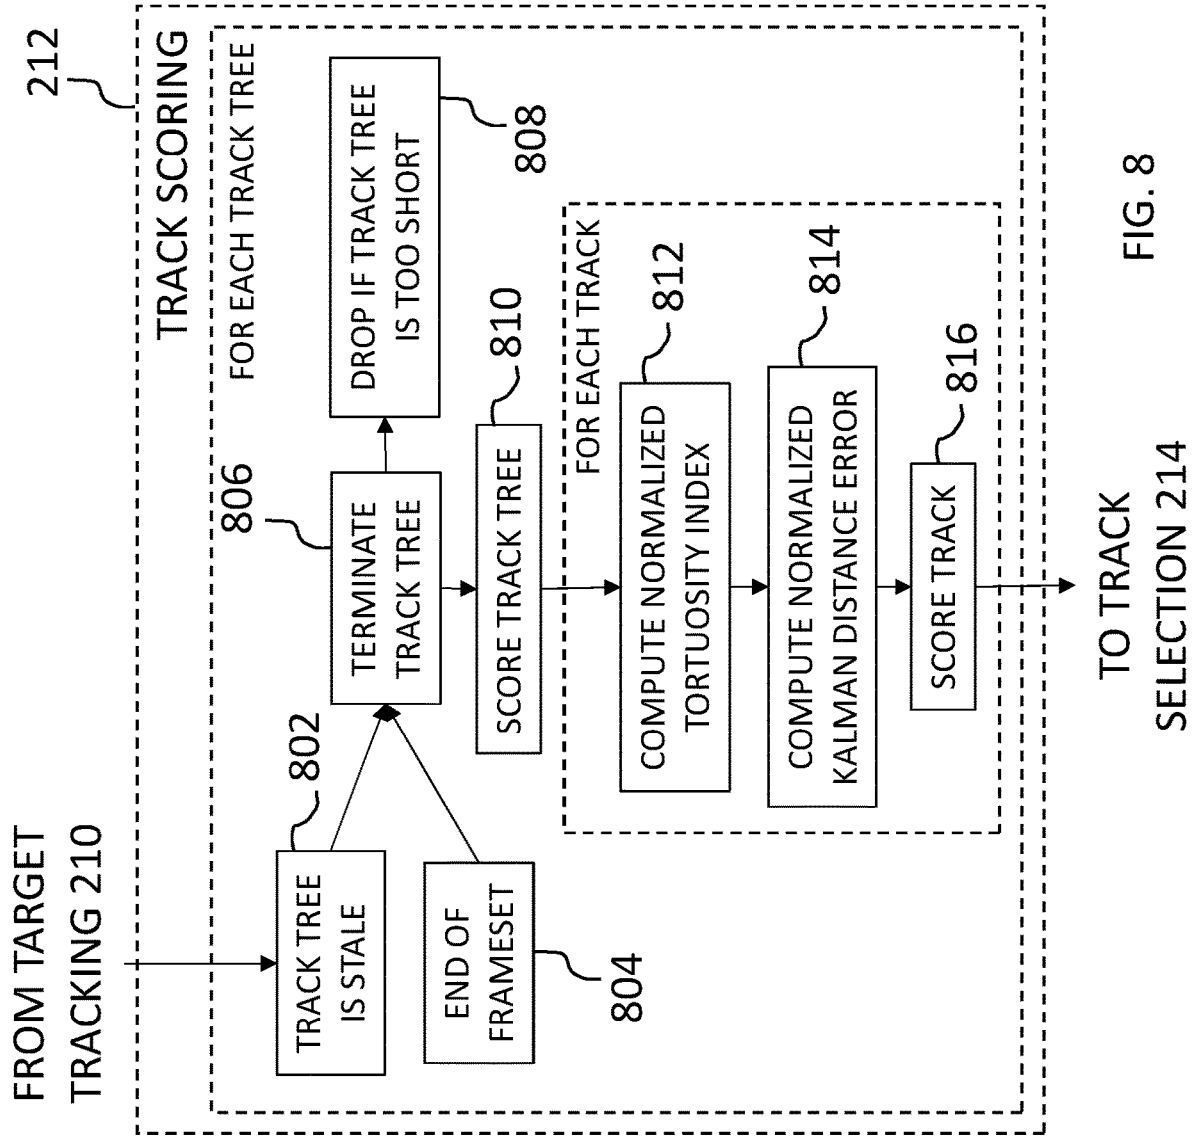 FROM TARGET
TRACKING 210
212
TRACK SCORING
FOR EACH TRACK TREE
TRACK TREE
IS STALE
802
END OF
FRAMESET
804
806
TERMINATE
TRACK TREE
DROP IF TRACK TREE
IS TOO SHORT
808
SCORE TRACK TREE
810
FOR EACH TRACK
COMPUTE NORMALIZED
TORTUOSITY INDEX
812
COMPUTE NORMALIZED
KALMAN DISTANCE ERROR
814
SCORE TRACK
816
TO TRACK
SELECTION 214
FIG. 8